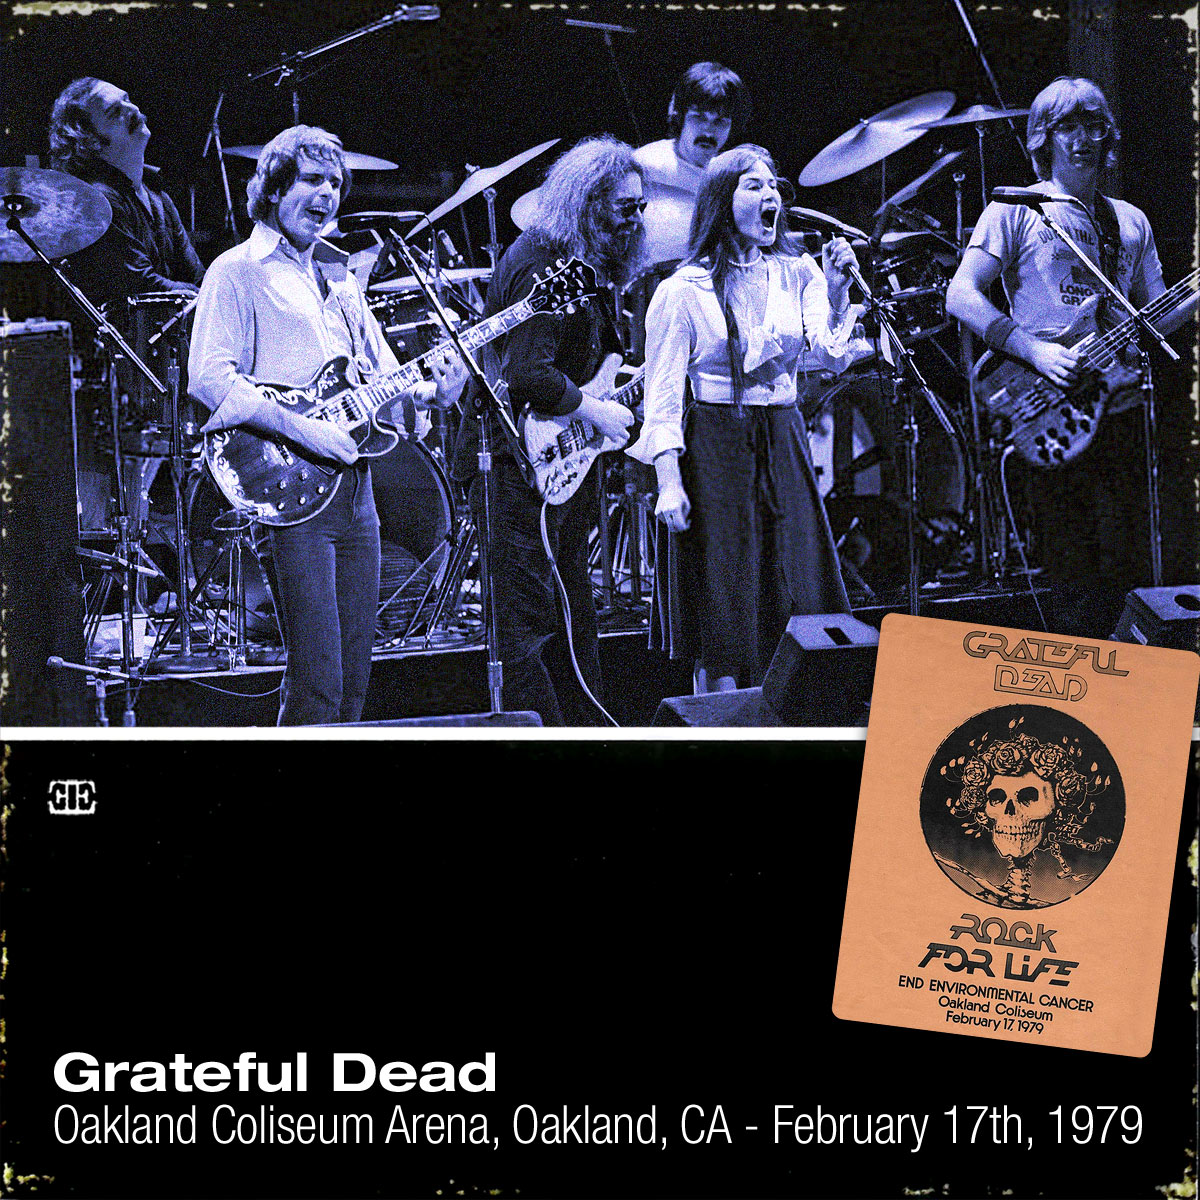 GRATEFUL
DEAD
ROCK
FOR LiFE
END ENVIRONMENTAL CANCER
Oakland Coliseum
February 17, 1979
Grateful Dead
Oakland Coliseum Arena, Oakland, CA - February 17th, 1979